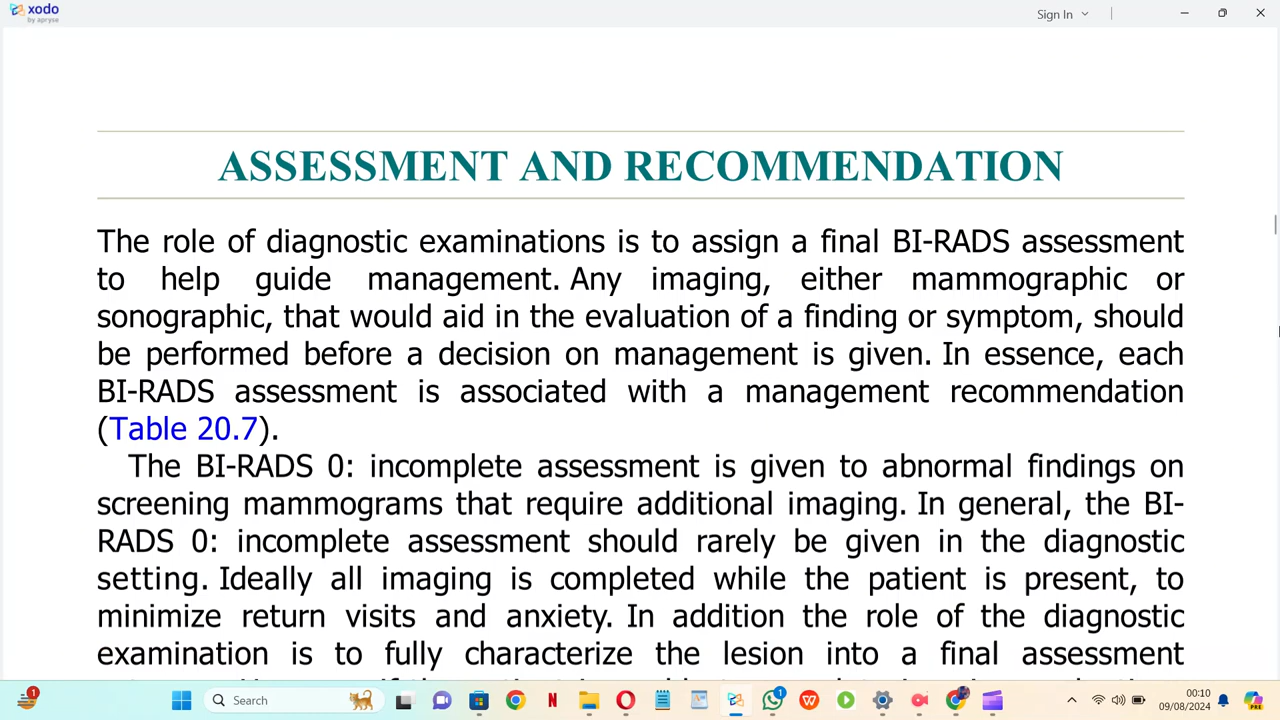 xodo
by apryse
Sign In
ASSESSMENT AND RECOMMENDATION
The role of diagnostic examinations is to assign a final BI-RADS assessment
to help guide management. Any imaging, either mammographic or
sonographic, that would aid in the evaluation of a finding or symptom, should
be performed before a decision on management is given. In essence, each
BI-RADS assessment is associated with a management recommendation
(Table 20.7).
The BI-RADS 0: incomplete assessment is given to abnormal findings on
screening mammograms that require additional imaging. In general, the BI-
RADS 0: incomplete assessment should rarely be given in the diagnostic
setting. Ideally all imaging is completed while the patient is present, to
minimize return visits and anxiety. In addition the role of the diagnostic
examination is to fully characterize the lesion into a final assessment
1
Search
N
1
W
PRE
00:10
09/08/2024